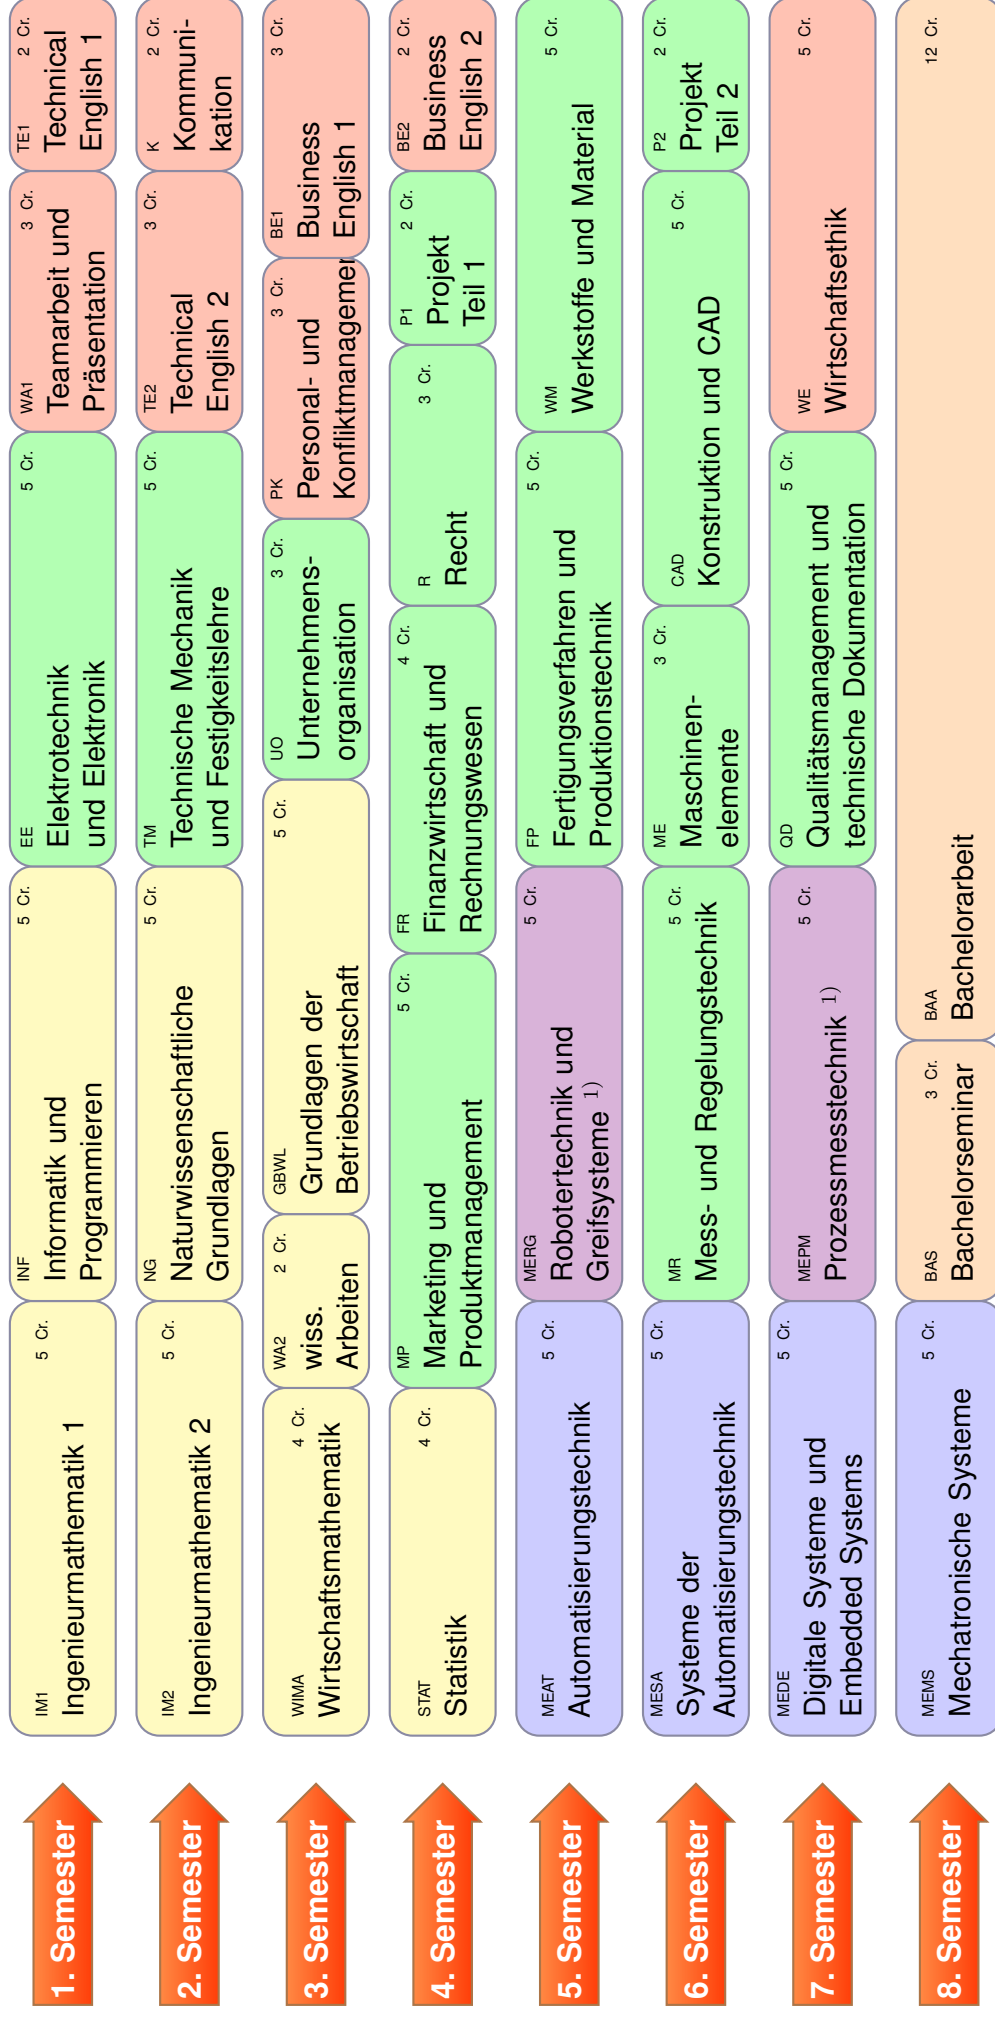 1. Semester
IM1 5 Cr.
Ingenieurmathematik 1
INF 5 Cr.
Informatik und
Programmieren
EE 5 Cr.
Elektrotechnik
und Elektronik
WA1 3 Cr.
Teamarbeit und
Präsentation
TE1 2 Cr.
Technical
English 1
2. Semester
IM2 5 Cr.
Ingenieurmathematik 2
NG 5 Cr.
Naturwissenschaftliche
Grundlagen
TM 5 Cr.
Technische Mechanik
und Festigkeitslehre
TE2 3 Cr.
Technical
English 2
K 2 Cr.
Kommuni-
kation
3. Semester
WIMA 4 Cr.
Wirtschaftsmathematik
WA2 2 Cr.
wiss.
Arbeiten
GBWL 5 Cr.
Grundlagen der
Betriebswirtschaft
UO 3 Cr.
Unternehmens-
organisation
PK 3 Cr.
Personal- und
Konfliktmanagemen
BE1 3 Cr.
Business
English 1
4. Semester
STAT 4 Cr.
Statistik
MP 5 Cr.
Marketing und
Produktmanagement
FR 4 Cr.
Finanzwirtschaft und
Rechnungswesen
R 3 Cr.
Recht
P1 2 Cr.
Projekt
Teil 1
BE2 2 Cr.
Business
English 2
5. Semester
MEAT 5 Cr.
Automatisierungstechnik
MERG 5 Cr.
Robotertechnik und
Greifsysteme 1)
FP 5 Cr.
Fertigungsverfahren und
Produktionstechnik
WM 5 Cr.
Werkstoffe und Material
6. Semester
MESA 5 Cr.
Systeme der
Automatisierungstechnik
MR 5 Cr.
Mess- und Regelungstechnik
ME 3 Cr.
Maschinen-
elemente
CAD 5 Cr.
Konstruktion und CAD
P2 2 Cr.
Projekt
Teil 2
7. Semester
MEDE 5 Cr.
Digitale Systeme und
Embedded Systems
MEPM 5 Cr.
Prozessmesstechnik 1)
QD 5 Cr.
Qualitätsmanagement und
technische Dokumentation
WE 5 Cr.
Wirtschaftsethik
8. Semester
MEMS 5 Cr.
Mechatronische Systeme
BAS 3 Cr.
Bachelorseminar
BAA 12 Cr.
Bachelorarbeit